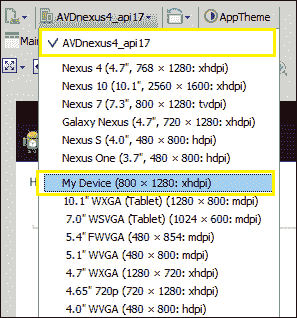 AVDnexus4_api17
AppTheme
Mai
AVDnexus4_api17
Nexus 4 (4.7", 768 × 1280: xhdpi)
Nexus 10 (10.1", 2560 × 1600: xhdpi)
Nexus 7 (7.3", 800 × 1280: tvdpi)
Galaxy Nexus (4.7", 720 × 1280: xhdpi)
Nexus S (4.0", 480 × 800: hdpi)
Nexus One (3.7", 480 × 800: hdpi)
My Device (800 × 1280: xhdpi)
H
10.1" WXGA (Tablet) (1280 × 800: mdpi)
7.0" WSVGA (Tablet) (1024 × 600: mdpi)
5.4" FWVGA (480 × 854: mdpi)
5.1" WVGA (480 × 800: mdpi)
4.7" WXGA (1280 × 720: xhdpi)
4.65" 720p (720 × 1280: xhdpi)
4.0" WVGA (480 × 800: hdpi)